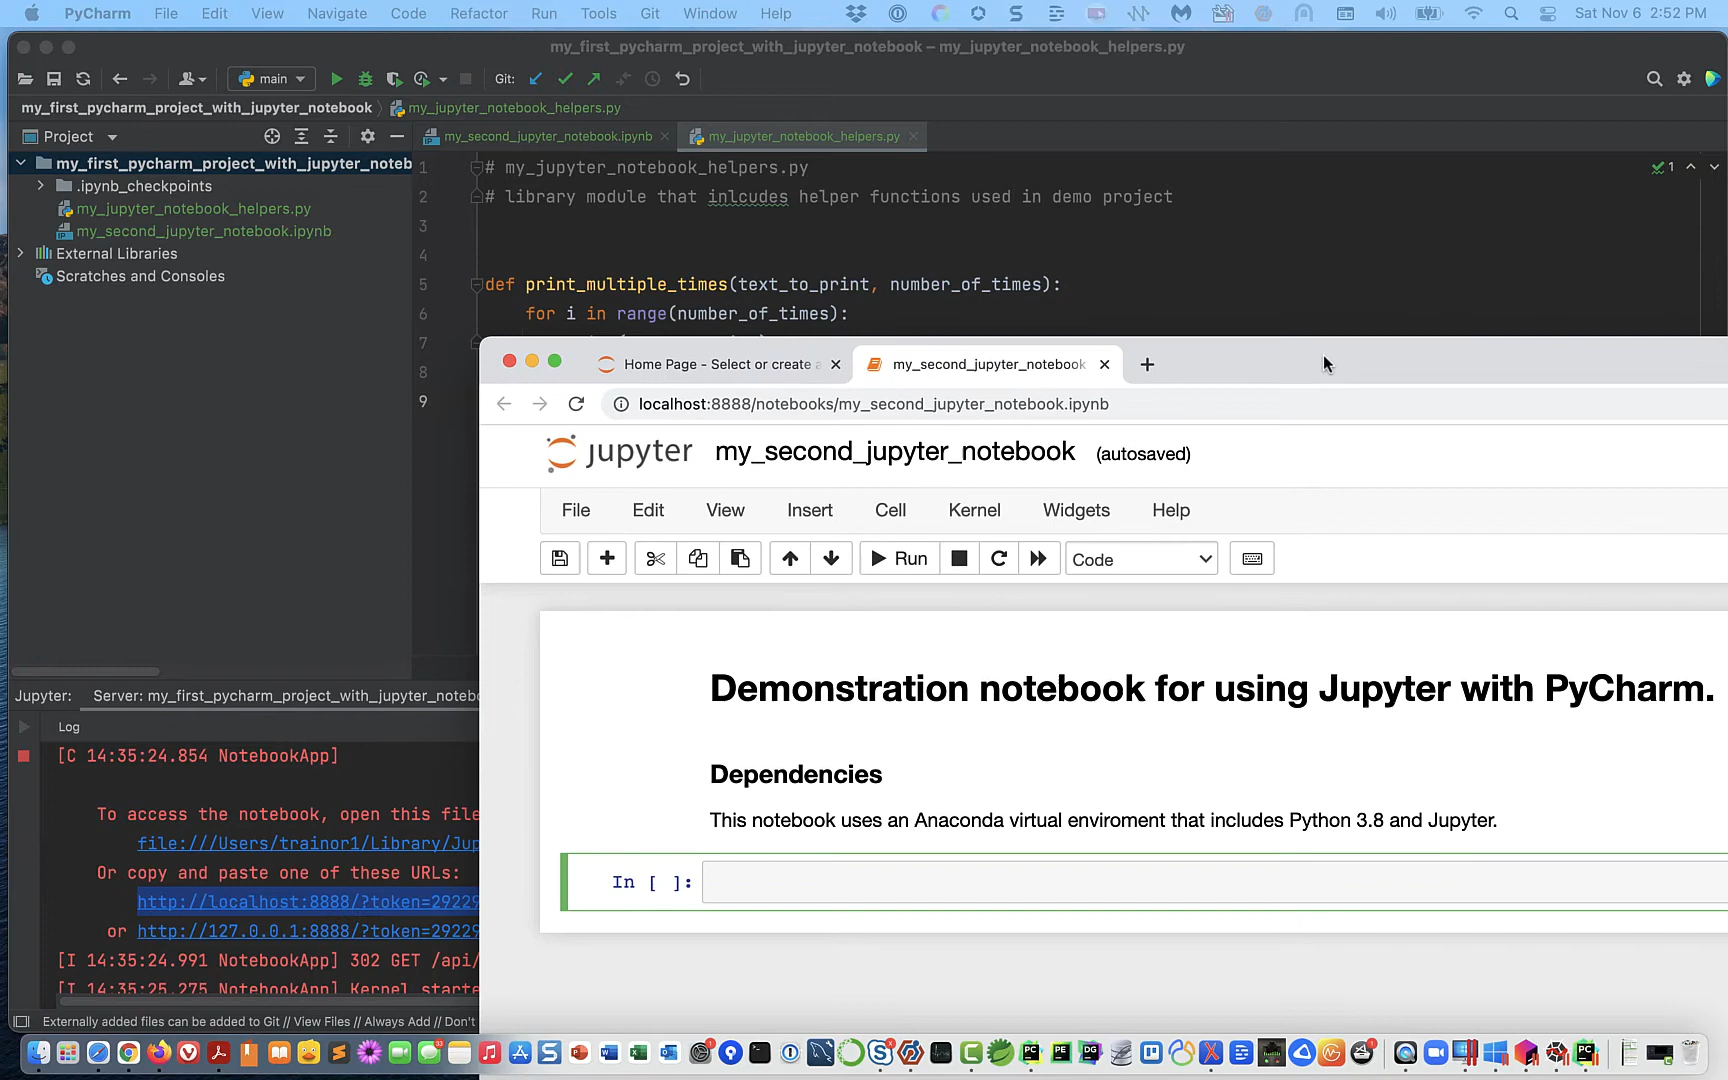 PyCharm File Edit View Navigate Code Refactor Run Tools Git Window Help Sat Nov 6 2:52 PM
my_first_pycharm_project_with_jupyter_notebook – my_jupyter_notebook_helpers.py
main Git:
my_first_pycharm_project_with_jupyter_notebook my_jupyter_notebook_helpers.py
Project my_second_jupyter_notebook.ipynb my_jupyter_notebook_helpers.py
my_first_pycharm_project_with_jupyter_noteb
.ipynb_checkpoints
my_jupyter_notebook_helpers.py
my_second_jupyter_notebook.ipynb
External Libraries
Scratches and Consoles
1 # my_jupyter_notebook_helpers.py
1
2 # library module that inlcudes helper functions used in demo project
3
4
5 def print_multiple_times(text_to_print, number_of_times):
6 for i in range(number_of_times):
7
8
9
Home Page - Select or create a my_second_jupyter_notebook
localhost:8888/notebooks/my_second_jupyter_notebook.ipynb
jupyter my_second_jupyter_notebook (autosaved)
File Edit View Insert Cell Kernel Widgets Help
Run Code
Demonstration notebook for using Jupyter with PyCharm.
Dependencies
This notebook uses an Anaconda virtual enviroment that includes Python 3.8 and Jupyter.
In [ ]:
Jupyter: Server: my_first_pycharm_project_with_jupyter_notebo
Log
[C 14:35:24.854 NotebookApp]
To access the notebook, open this file
file:///Users/trainor1/Library/Jup
Or copy and paste one of these URLs:
http://localhost:8888/?token=29229
or http://127.0.0.1:8888/?token=29229
[I 14:35:24.991 NotebookApp] 302 GET /api/
[I 14:35:25.275 NotebookApp] Kernel starte
Externally added files can be added to Git // View Files // Always Add // Don't